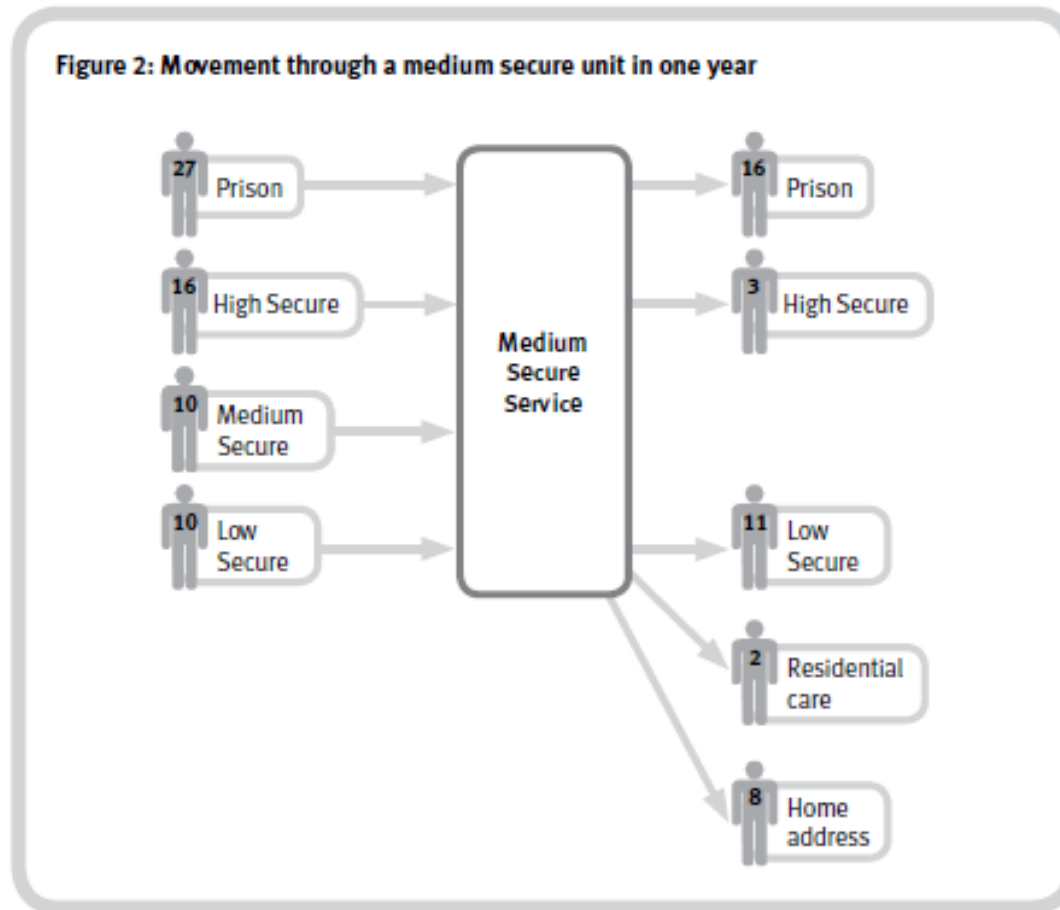 Figure 2: Movement through a medium secure unit in one year
27
Prison
16
High Secure
10
Medium
Secure
10
Low
Secure
Medium
Secure
Service
16
Prison
3
High Secure
11
Low
Secure
2
Residential
care
8
Home
address